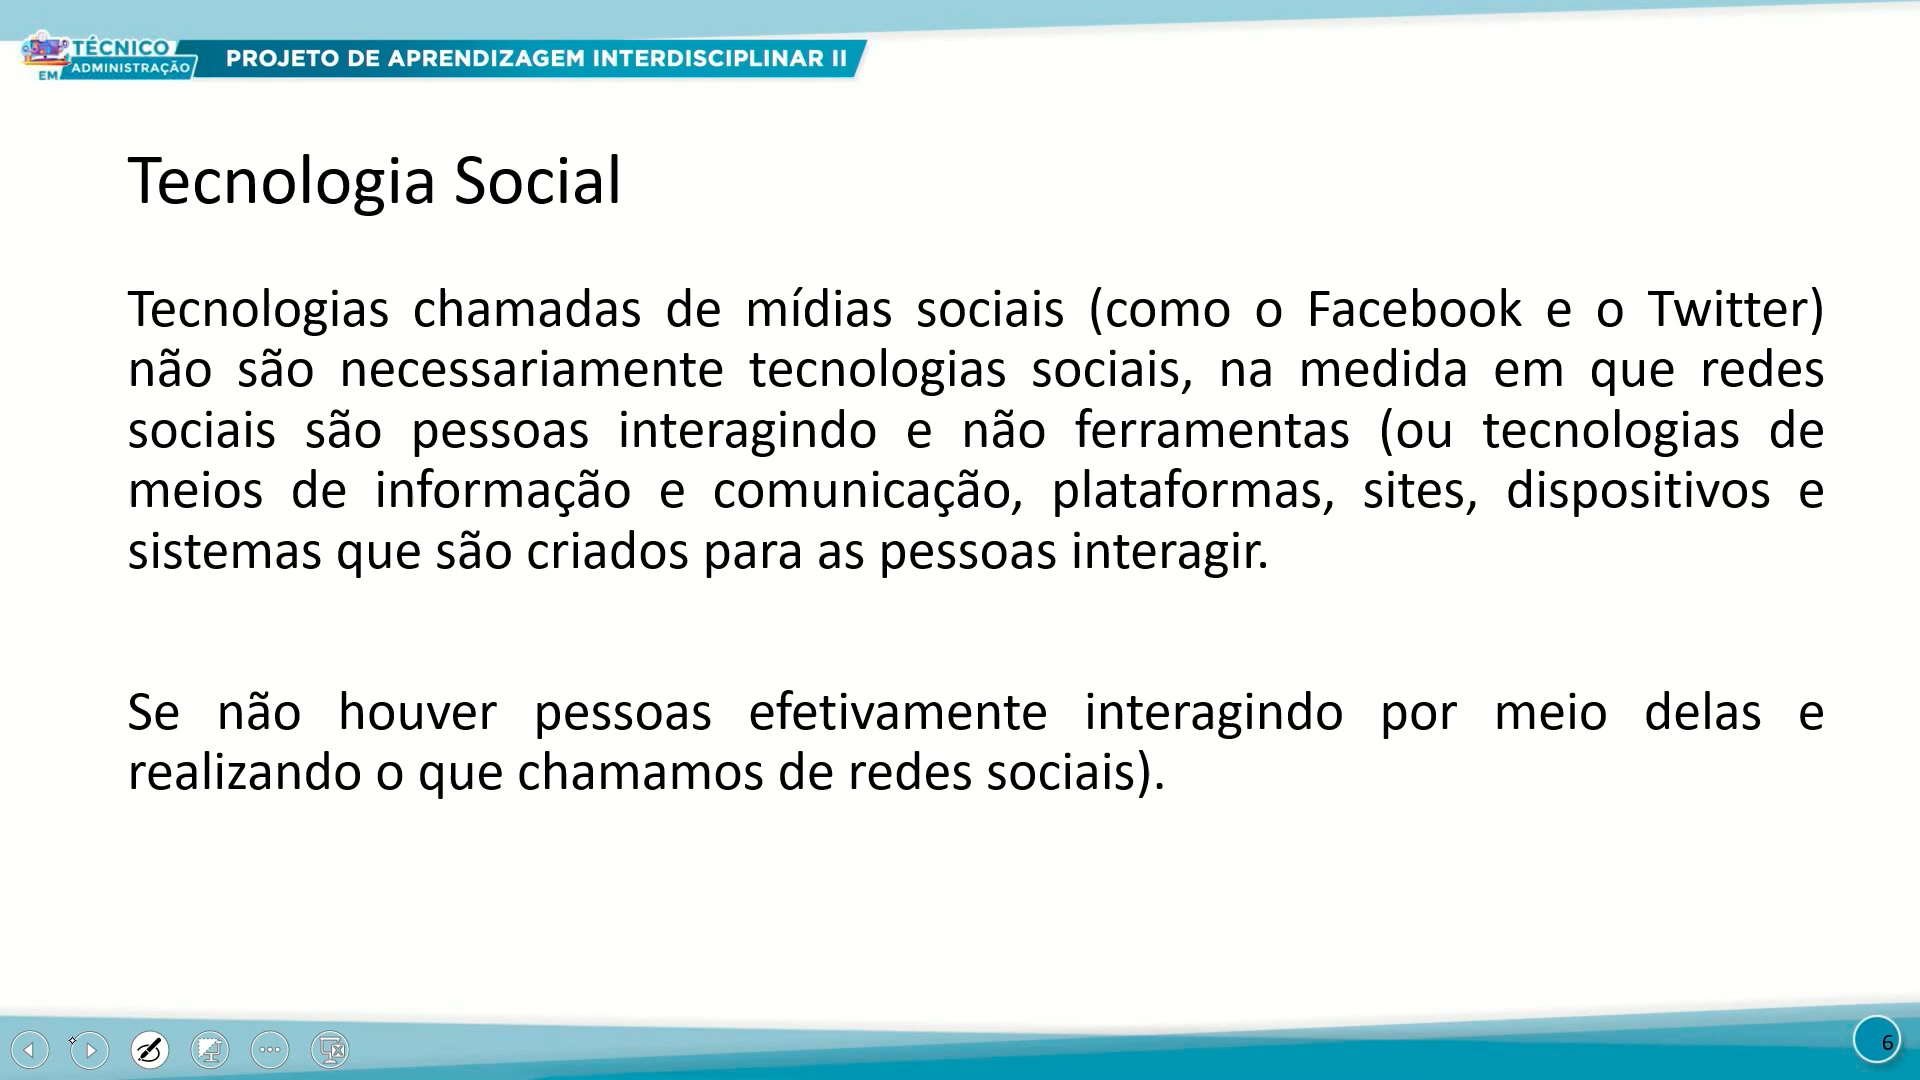 TÉCNICO
EM ADMINISTRAÇÃO
PROJETO DE APRENDIZAGEM INTERDISCIPLINAR II
Tecnologia Social
Tecnologias chamadas de mídias sociais (como o Facebook e o Twitter)
não são necessariamente tecnologias sociais, na medida em que redes
sociais são pessoas interagindo e não ferramentas (ou tecnologias de
meios de informação e comunicação, plataformas, sites, dispositivos e
sistemas que são criados para as pessoas interagir.
Se não houver pessoas efetivamente interagindo por meio delas e
realizando o que chamamos de redes sociais).
6